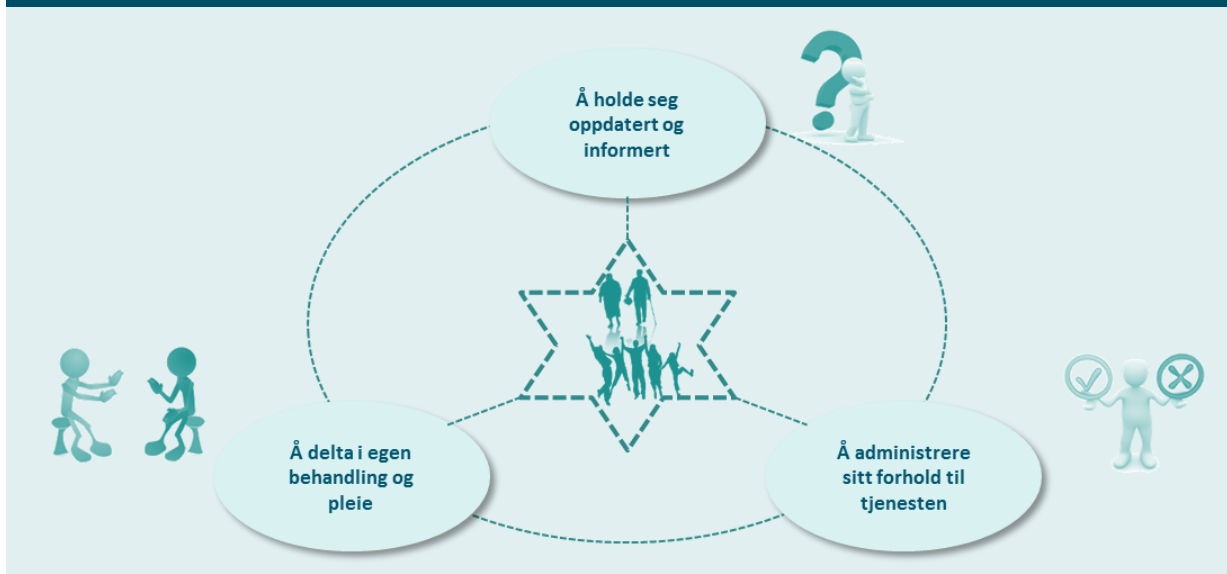 Å holde seg
oppdatert og
informert
Å delta i egen
behandling og
pleie
Å administrere
sitt forhold til
tjenesten